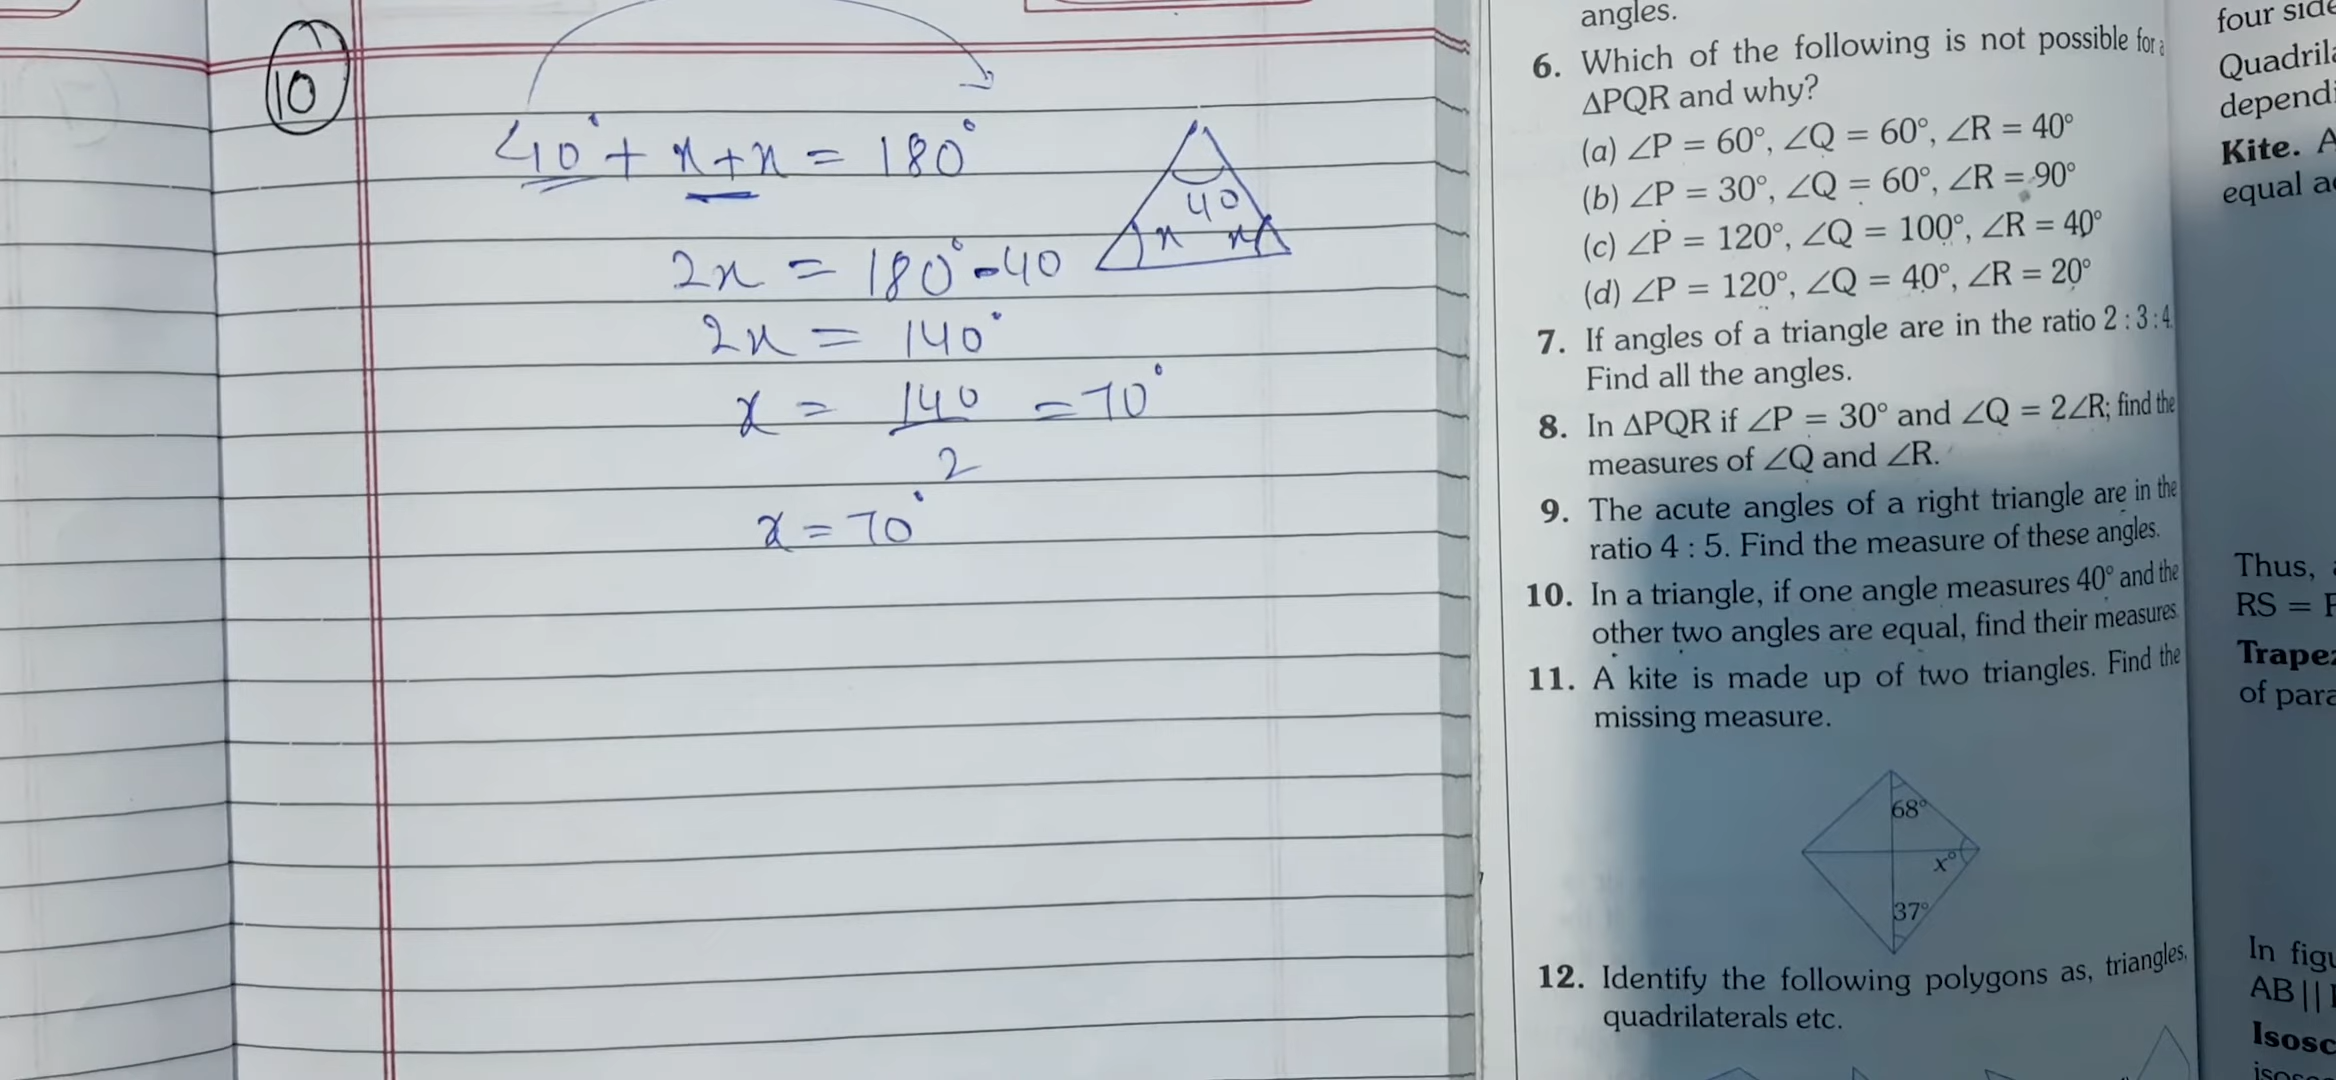 10
40° + x + x = 180°
40
x x
2x = 180° - 40
2x = 140°
x = 140 = 70°
2
x = 70°
angles.
6. Which of the following is not possible for a
ΔPQR and why?
(a) ∠P = 60°, ∠Q = 60°, ∠R = 40°
(b) ∠P = 30°, ∠Q = 60°, ∠R = 90°
(c) ∠P = 120°, ∠Q = 100°, ∠R = 40°
(d) ∠P = 120°, ∠Q = 40°, ∠R = 20°
7. If angles of a triangle are in the ratio 2 : 3 : 4.
Find all the angles.
8. In ΔPQR if ∠P = 30° and ∠Q = 2∠R; find the
measures of ∠Q and ∠R.
9. The acute angles of a right triangle are in the
ratio 4 : 5. Find the measure of these angles.
10. In a triangle, if one angle measures 40° and the
other two angles are equal, find their measures.
11. A kite is made up of two triangles. Find the
missing measure.
68°
x°
37°
12. Identify the following polygons as, triangles,
quadrilaterals etc.
four
Kite. A
equal
Thus,
RS =
of
In
AB ||